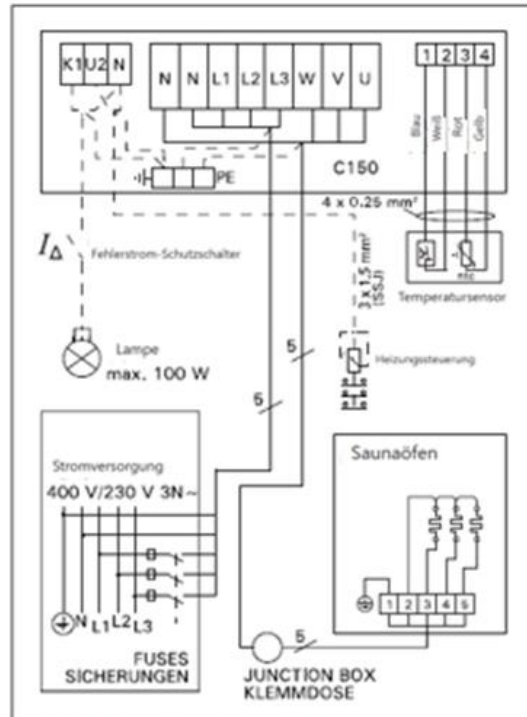 K1 U2 N
N N L1 L2 L3 W V U
1 2 3 4
Blau
Weiß
Rot
Gelb
PE
C150
4 x 0.25 mm²
IΔ
Fehlerstrom-Schutzschalter
3 x 1,5 mm²
(SSJ)
ntc
Temperatursensor
Lampe
max. 100 W
Heizungssteuerung
5
5
Stromversorgung
400 V/230 V 3N~
N L1 L2 L3
FUSES
SICHERUNGEN
Saunaöfen
1 2 3 4 5
5
JUNCTION BOX
KLEMMDOSE